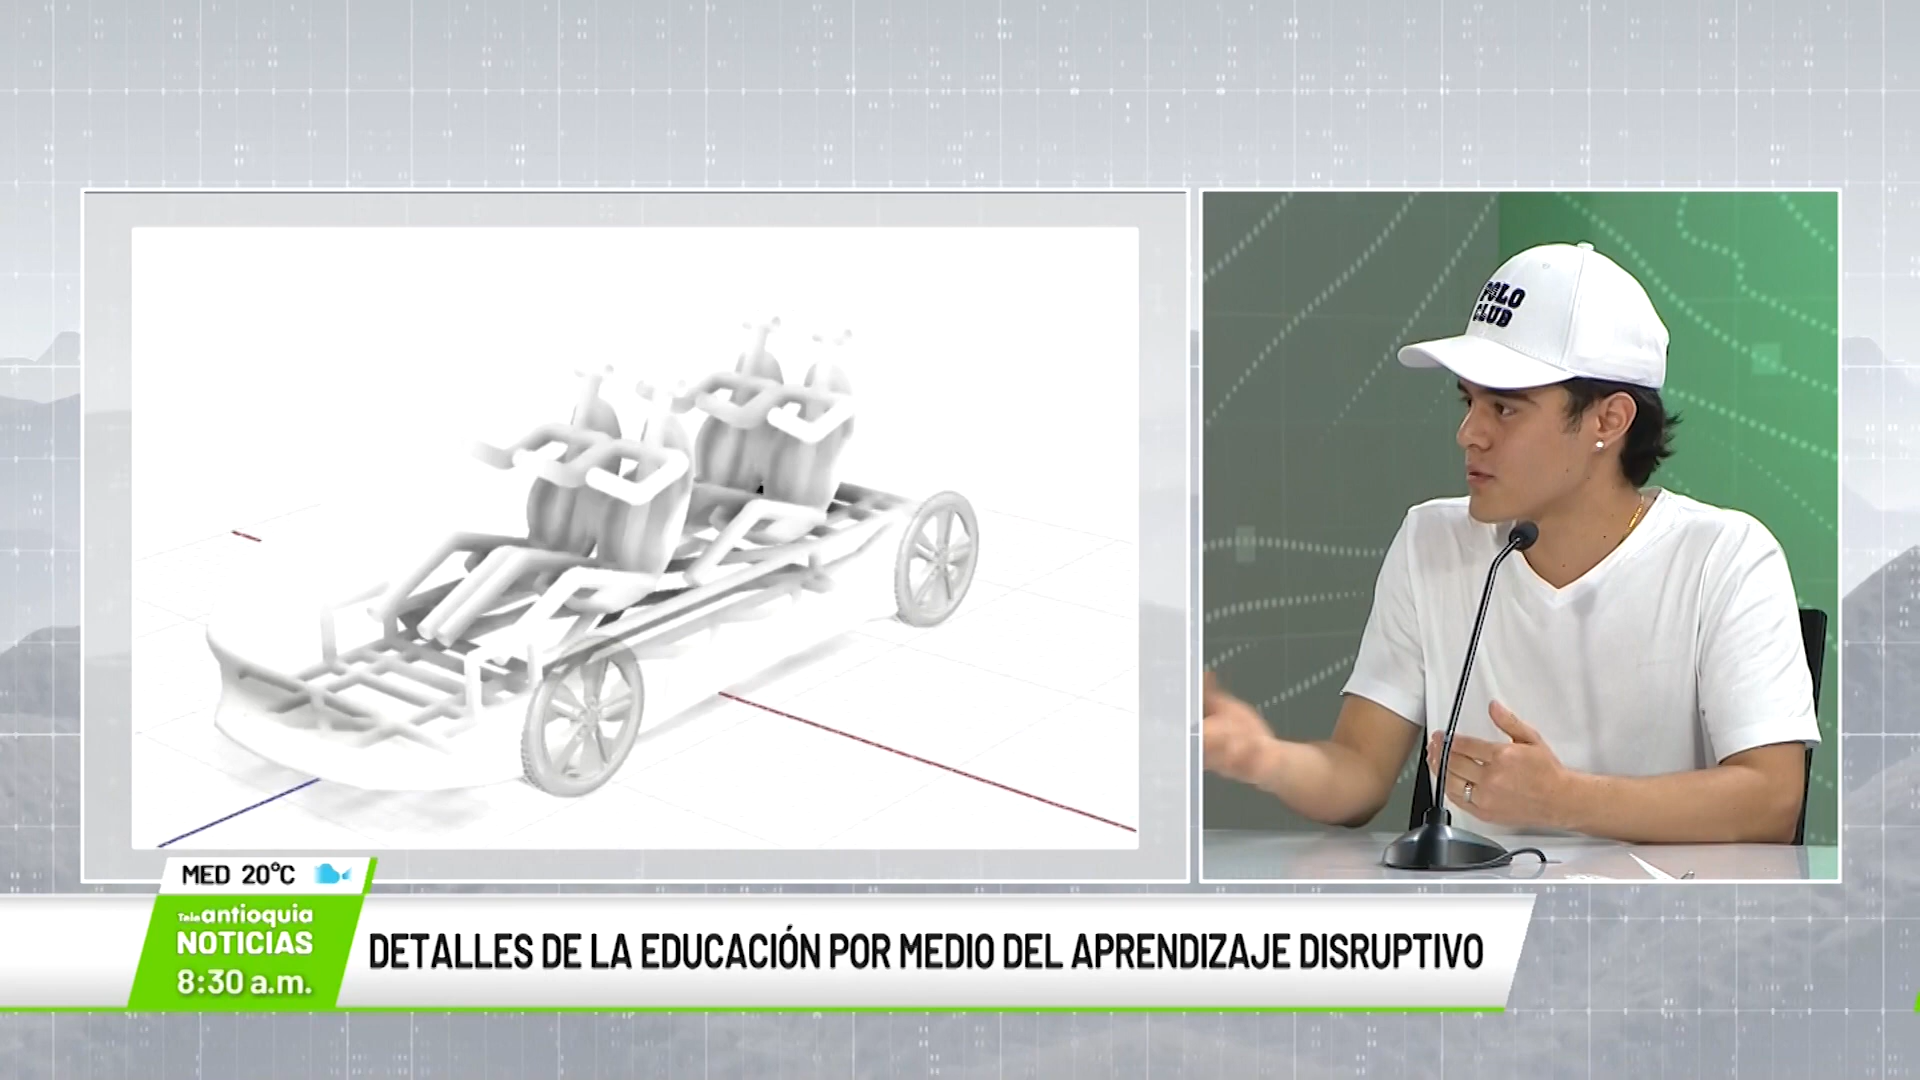 POLO
CLUB
MED 20°C
Teleantioquia
NOTICIAS
8:30 a.m.
DETALLES DE LA EDUCACIÓN POR MEDIO DEL APRENDIZAJE DISRUPTIVO